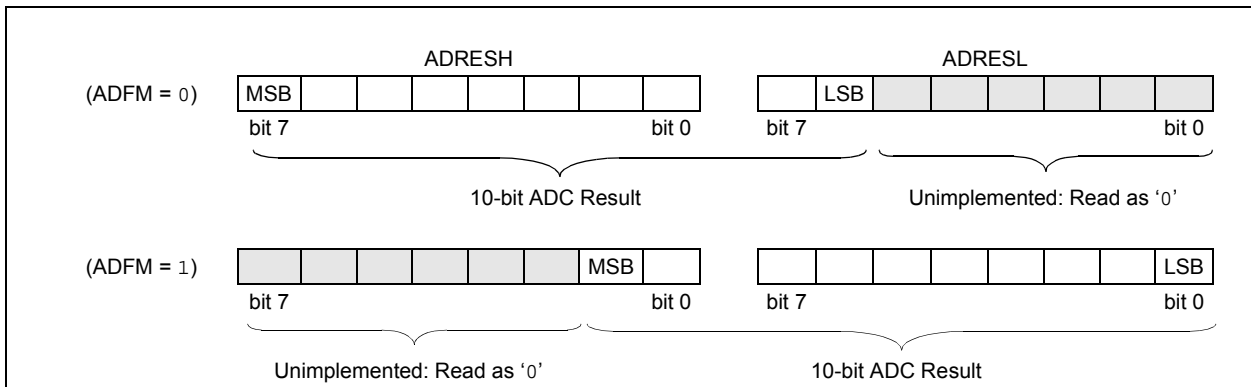 ADRESH ADRESL
(ADFM = 0) MSB LSB
bit 7 bit 0 bit 7 bit 0
10-bit ADC Result Unimplemented: Read as ‘0’
(ADFM = 1) MSB LSB
bit 7 bit 0 bit 7 bit 0
Unimplemented: Read as ‘0’ 10-bit ADC Result